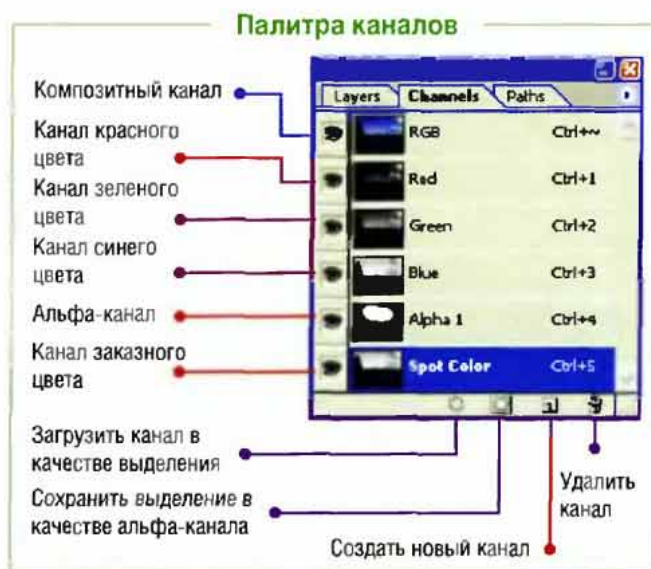 Палитра каналов
Композитный канал
Канал красного
цвета
Канал зеленого
цвета
Канал синего
цвета
Альфа-канал
Канал заказного
цвета
Загрузить канал в
качестве выделения
Сохранить выделение в
качестве альфа-канала
Создать новый канал
Удалить
канал
Layers Channels Paths
RGB Ctrl+~
Red Ctrl+1
Green Ctrl+2
Blue Ctrl+3
Alpha 1 Ctrl+4
Spot Color Ctrl+5